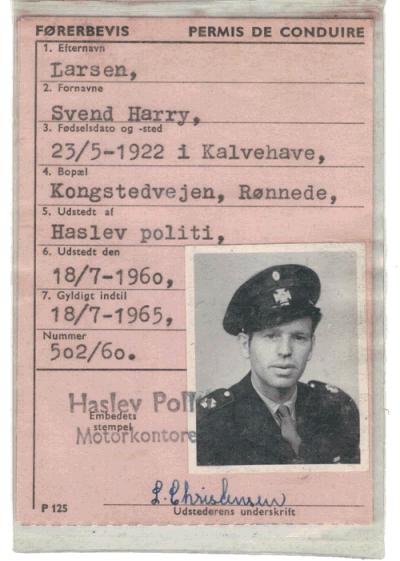 FØRERBEVIS PERMIS DE CONDUIRE
1. Efternavn
Larsen,
2. Fornavne
Svend Harry,
3. Fødselsdato og -sted
23/5-1922 i Kalvehave,
4. Bopæl
Kongstedvejen, Rønnede,
5. Udstedt af
Haslev politi,
6. Udstedt den
18/7-1960,
7. Gyldigt indtil
18/7-1965,
Nummer
502/60.
Haslev
Embedets
stempel
L. Christensen
P 125 Udstederens underskrift